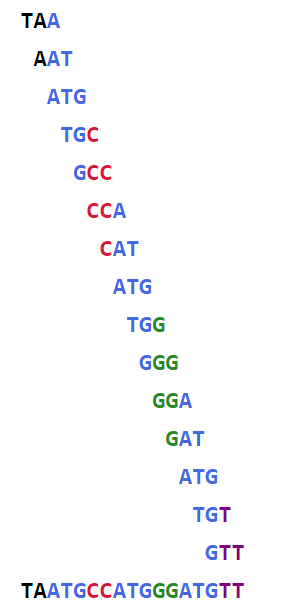 TAA
AAT
ATG
TGC
GCC
CCA
CAT
ATG
TGG
GGG
GGA
GAT
ATG
TGT
GTT
TAATGCCATGGGATGTT